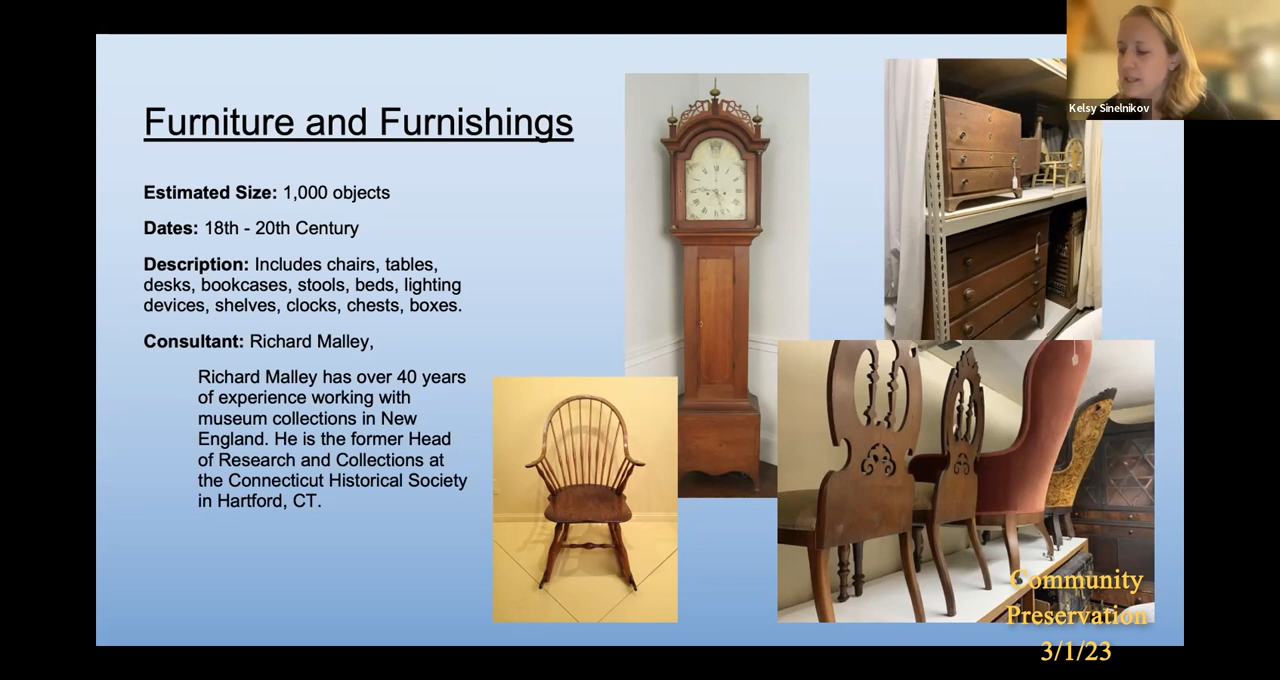 Furniture and Furnishings
Estimated Size: 1,000 objects
Dates: 18th - 20th Century
Description: Includes chairs, tables,
desks, bookcases, stools, beds, lighting
devices, shelves, clocks, chests, boxes.
Consultant: Richard Malley,
Richard Malley has over 40 years
of experience working with
museum collections in New
England. He is the former Head
of Research and Collections at
the Connecticut Historical Society
in Hartford, CT.
Kelsy Sinelnikov
Community
Preservation
3/1/23